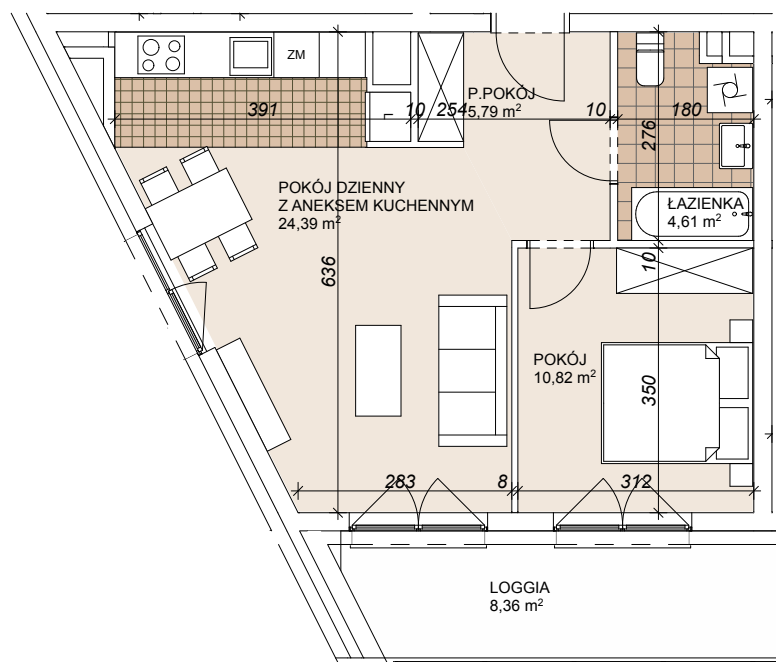 ZM
P.POKÓJ
5,79 m²
391
10
254
10
180
276
L
POKÓJ DZIENNY
Z ANEKSEM KUCHENNYM
24,39 m²
ŁAZIENKA
4,61 m²
636
10
POKÓJ
10,82 m²
350
283
8
312
LOGGIA
8,36 m²